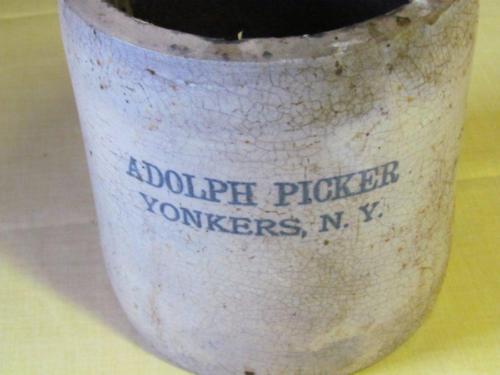 ADOLPH PICKER
YONKERS, N. Y.